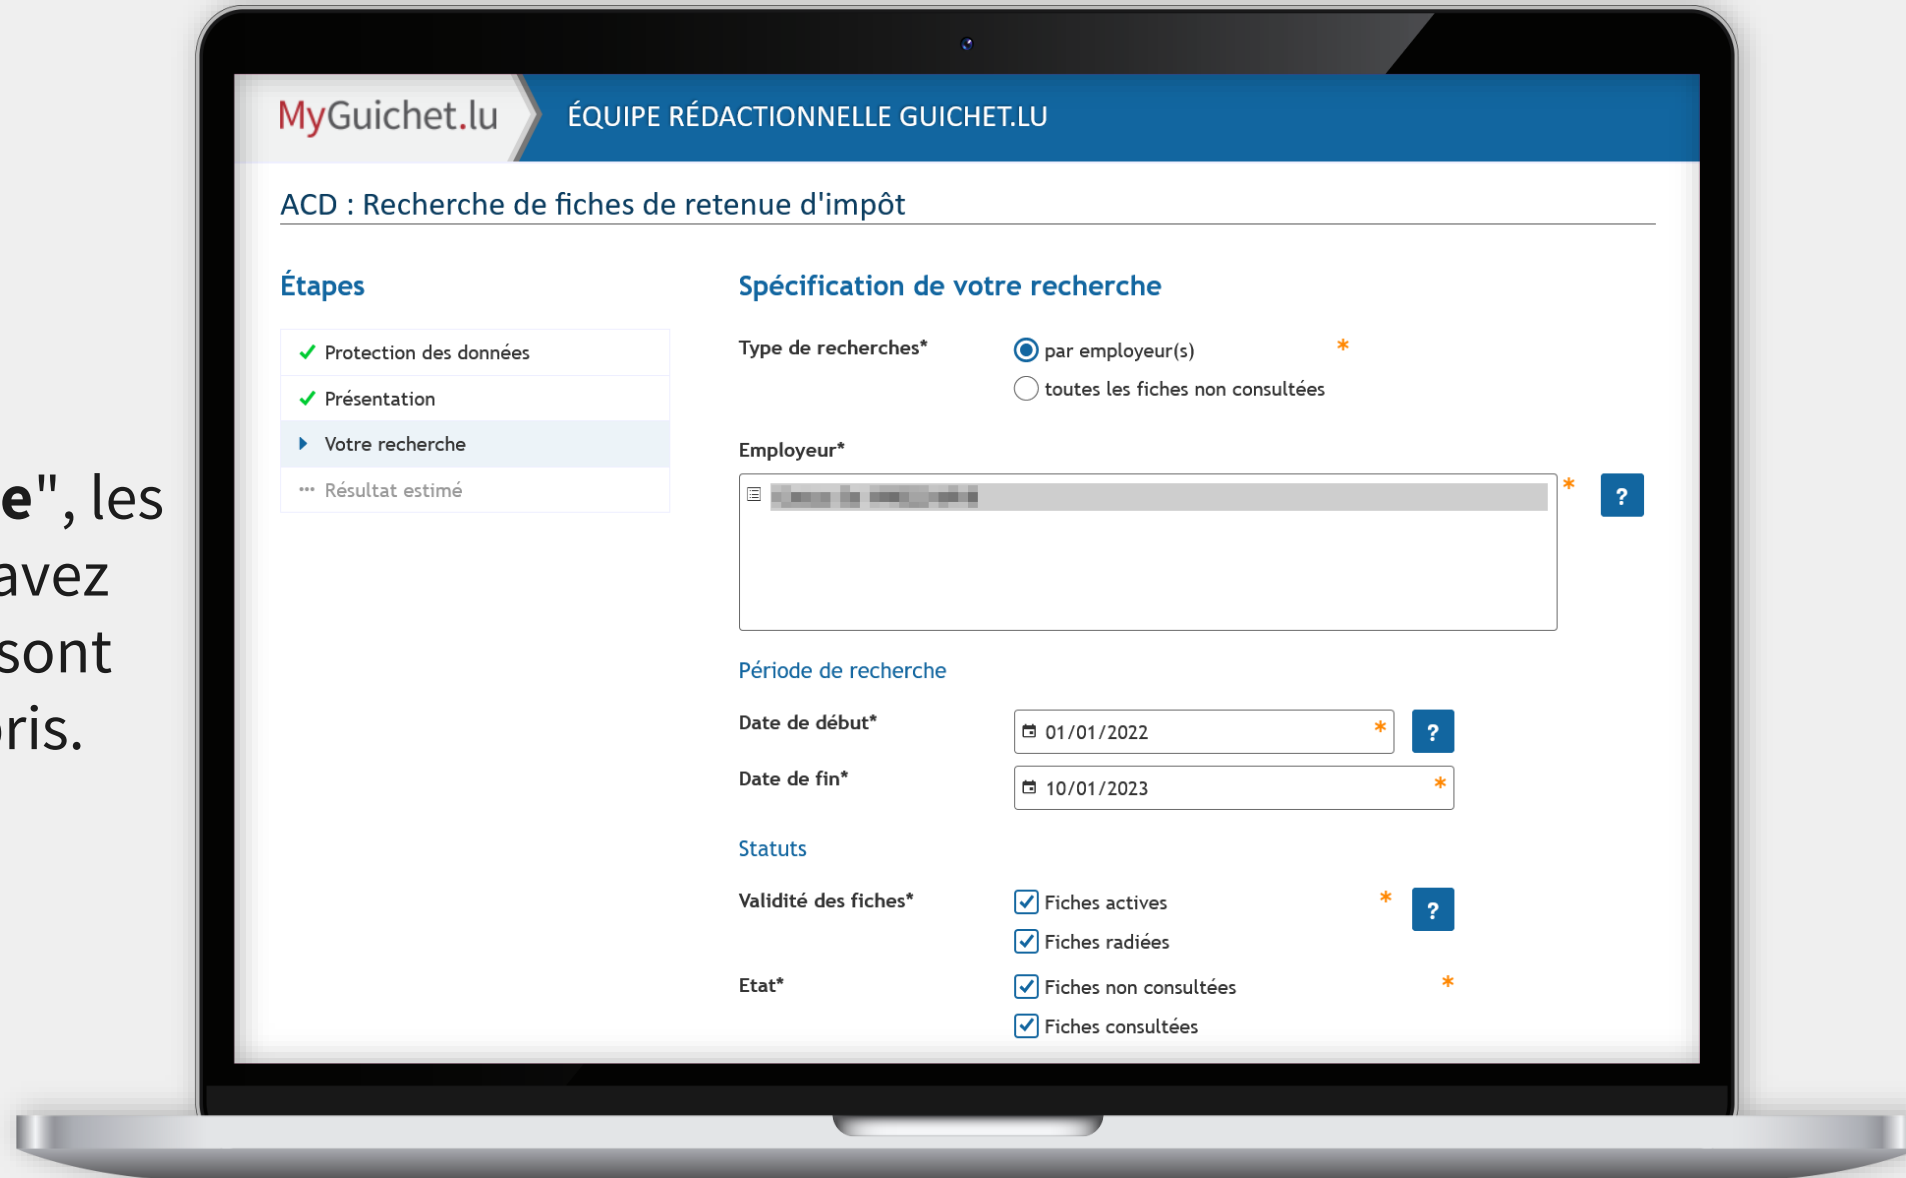 e", les
avez
sont
ris.
MyGuichet.lu
ÉQUIPE RÉDACTIONNELLE GUICHET.LU
ACD : Recherche de fiches de retenue d'impôt
Étapes
Protection des données
Présentation
Votre recherche
Résultat estimé
Spécification de votre recherche
Type de recherches* par employeur(s) *
toutes les fiches non consultées
Employeur*
* ?
Période de recherche
Date de début* 01/01/2022 * ?
Date de fin* 10/01/2023 *
Statuts
Validité des fiches* Fiches actives * ?
Fiches radiées
Etat* Fiches non consultées *
Fiches consultées